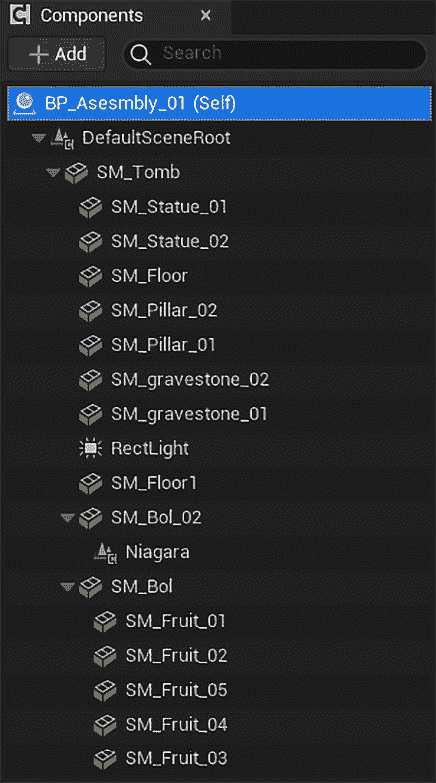 Components
Add
Search
BP_Asesmbly_01 (Self)
DefaultSceneRoot
SM_Tomb
SM_Statue_01
SM_Statue_02
SM_Floor
SM_Pillar_02
SM_Pillar_01
SM_gravestone_02
SM_gravestone_01
RectLight
SM_Floor1
SM_Bol_02
Niagara
SM_Bol
SM_Fruit_01
SM_Fruit_02
SM_Fruit_05
SM_Fruit_04
SM_Fruit_03